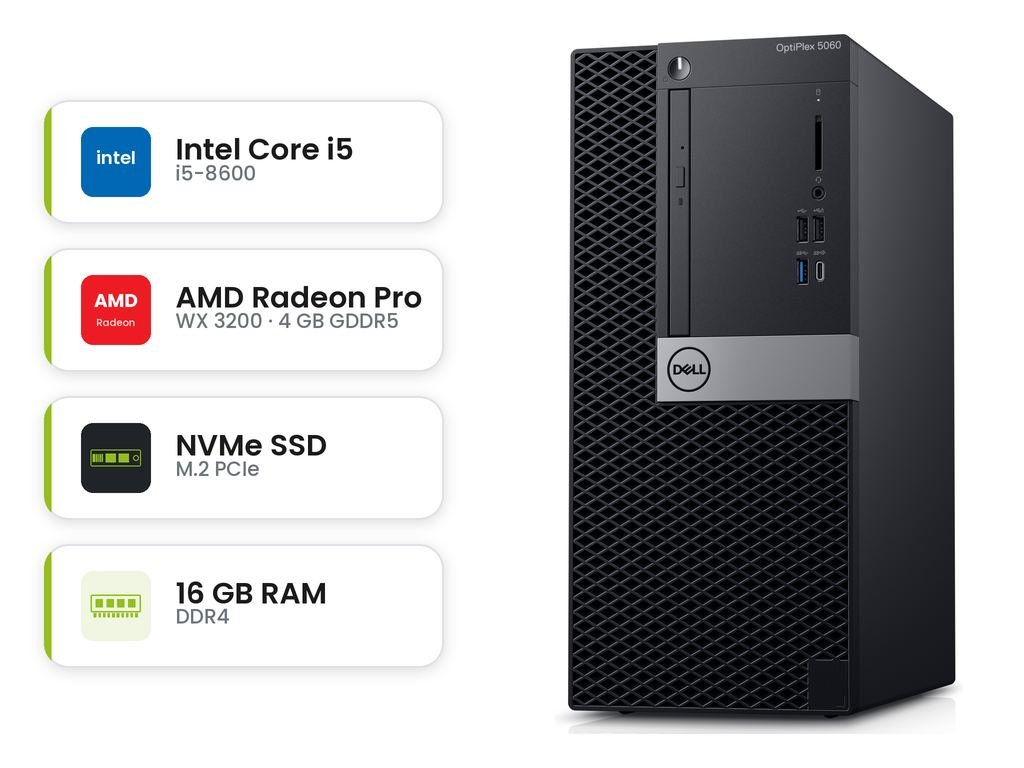 intel
Intel Core i5
i5-8600
AMD
Radeon
AMD Radeon Pro
WX 3200 · 4 GB GDDR5
NVMe SSD
M.2 PCIe
16 GB RAM
DDR4
OptiPlex 5060
DELL